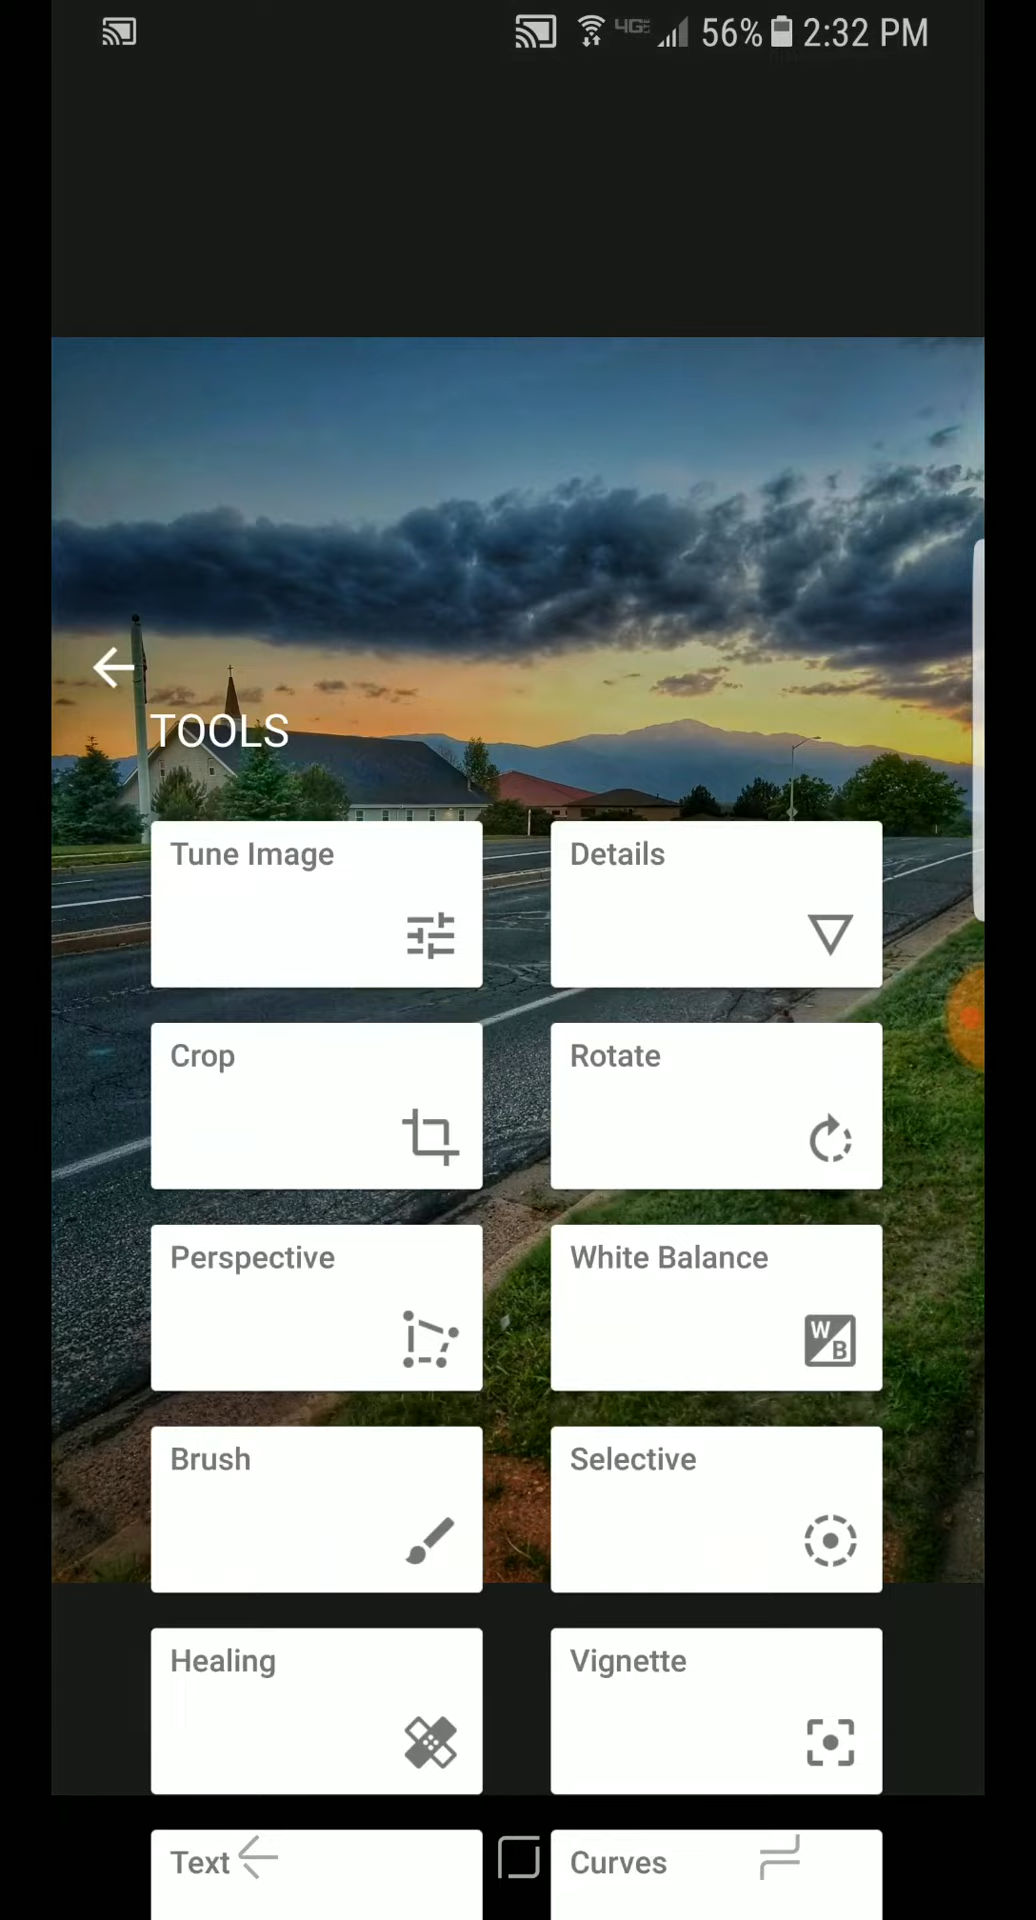 4GE 56% 2:32 PM
TOOLS
Tune Image
Details
Crop
Rotate
Perspective
White Balance
W
B
Brush
Selective
Healing
Vignette
Text
Curves